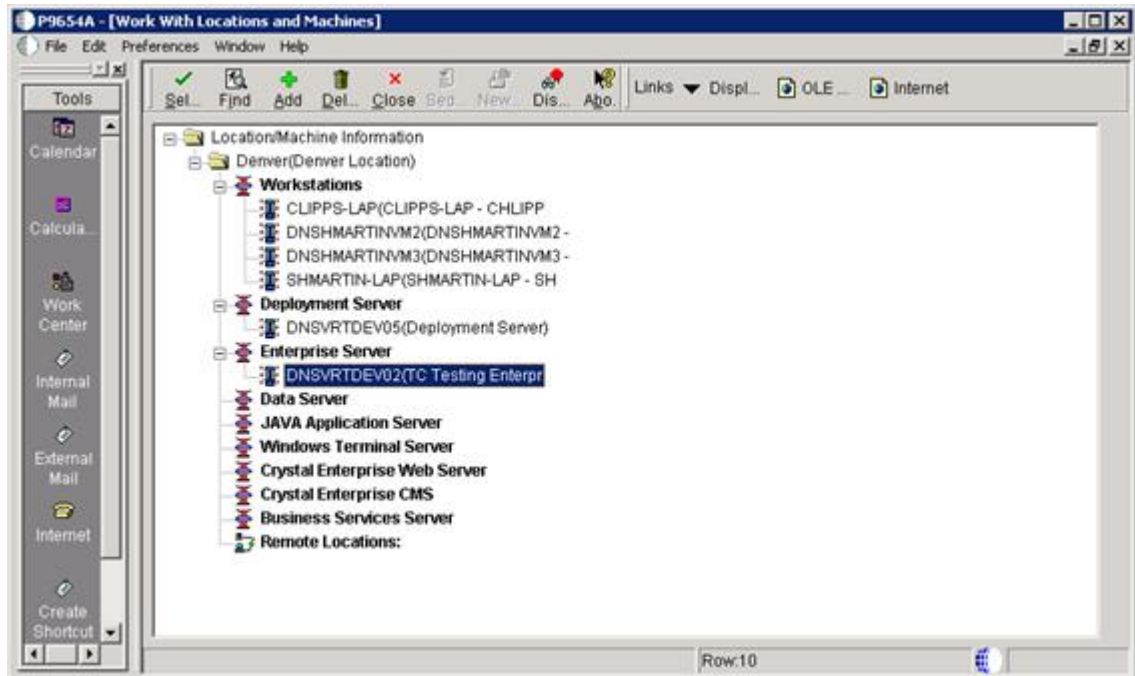 P9654A - [Work With Locations and Machines]
File Edit Preferences Window Help
Tools
Sel... Find Add Del... Close Seq... New... Dis... Abo. Links Displ... OLE ... Internet
Calendar
Calcula...
Work
Center
Internal
Mail
External
Mail
Internet
Create
Shortcut
Location/Machine Information
Denver(Denver Location)
Workstations
CLIPPS-LAP(CLIPPS-LAP - CHLIPP
DNSHMARTINVM2(DNSHMARTINVM2 -
DNSHMARTINVM3(DNSHMARTINVM3 -
SHMARTIN-LAP(SHMARTIN-LAP - SH
Deployment Server
DNSVRTDEV05(Deployment Server)
Enterprise Server
DNSVRTDEV02(TC Testing Enterpr
Data Server
JAVA Application Server
Windows Terminal Server
Crystal Enterprise Web Server
Crystal Enterprise CMS
Business Services Server
Remote Locations:
Row:10